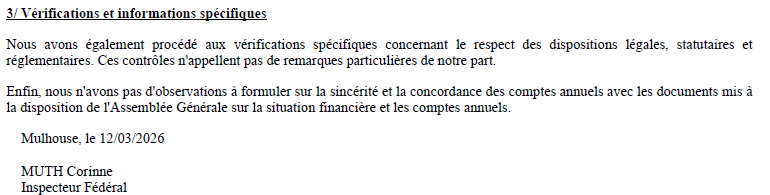 3/ Vérifications et informations spécifiques
Nous avons également procédé aux vérifications spécifiques concernant le respect des dispositions légales, statutaires et
réglementaires. Ces contrôles n'appellent pas de remarques particulières de notre part.
Enfin, nous n'avons pas d'observations à formuler sur la sincérité et la concordance des comptes annuels avec les documents mis à
la disposition de l'Assemblée Générale sur la situation financière et les comptes annuels.
Mulhouse, le 12/03/2026
MUTH Corinne
Inspecteur Fédéral